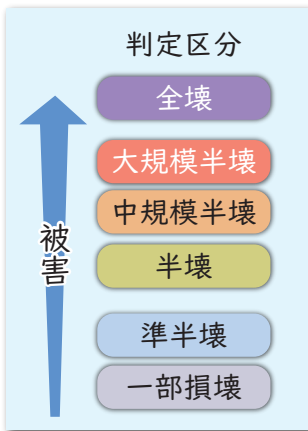 判定区分
全壊
大規模半壊
中規模半壊
半壊
準半壊
一部損壊
被害